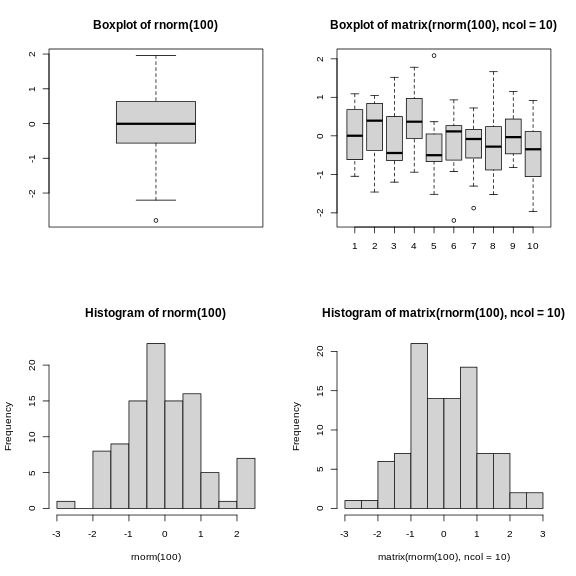 Boxplot of rnorm(100)
2
1
0
-1
-2
Boxplot of matrix(rnorm(100), ncol = 10)
2
1
0
-1
-2
1 2 3 4 5 6 7 8 9 10
Histogram of rnorm(100)
Frequency
20
15
10
5
0
-3 -2 -1 0 1 2
rnorm(100)
Histogram of matrix(rnorm(100), ncol = 10)
Frequency
20
15
10
5
0
-3 -2 -1 0 1 2 3
matrix(rnorm(100), ncol = 10)